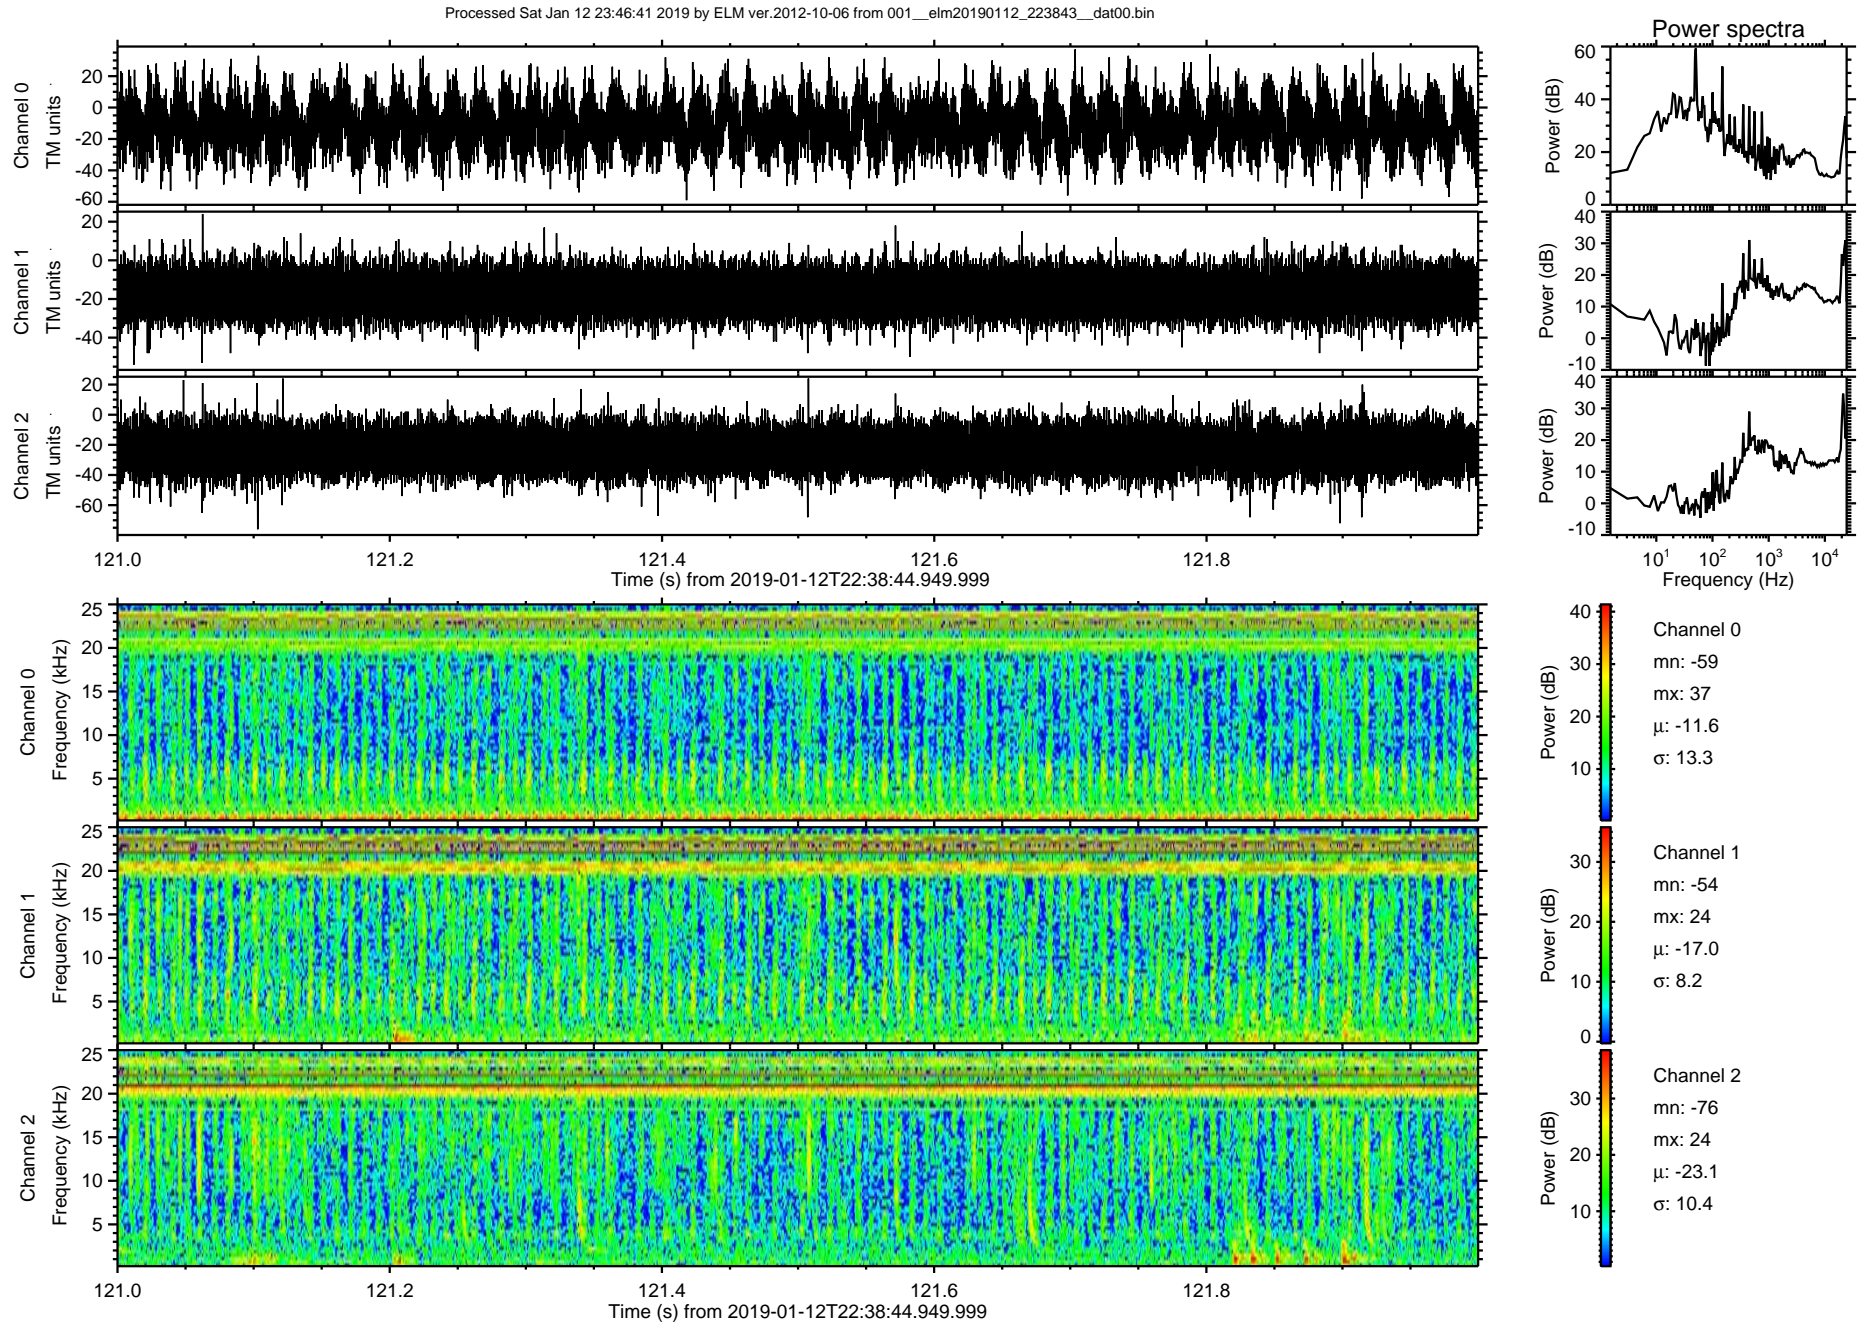 Processed Sat Jan 12 23:46:41 2019 by ELM ver.2012-10-06 from 001__elm20190112_223843__dat00.bin
Power spectra
Channel 0
TM units
20
0
-20
-40
-60
Power (dB)
60
40
20
0
Channel 1
TM units
20
0
-20
-40
Power (dB)
40
30
20
10
0
-10
Channel 2
TM units
20
0
-20
-40
-60
Power (dB)
40
30
20
10
0
-10
121.0 121.2 121.4 121.6 121.8
Time (s) from 2019-01-12T22:38:44.949.999
10^1 10^2 10^3 10^4
Frequency (Hz)
Channel 0
Frequency (kHz)
25
20
15
10
5
Power (dB)
40
30
20
10
Channel 0
mn: -59
mx: 37
μ: -11.6
σ: 13.3
Channel 1
Frequency (kHz)
25
20
15
10
5
Power (dB)
30
20
10
0
Channel 1
mn: -54
mx: 24
μ: -17.0
σ: 8.2
Channel 2
Frequency (kHz)
25
20
15
10
5
Power (dB)
30
20
10
Channel 2
mn: -76
mx: 24
μ: -23.1
σ: 10.4
121.0 121.2 121.4 121.6 121.8
Time (s) from 2019-01-12T22:38:44.949.999